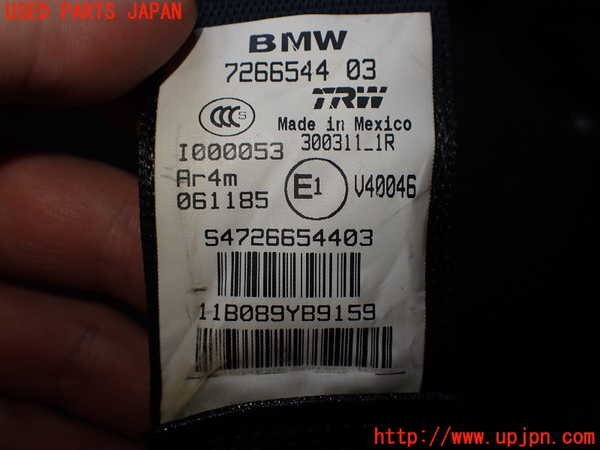 USED PARTS JAPAN
BMW
7266544 03
CCC S
TRW
Made in Mexico
I000053
300311_1R
Ar4m
061185
E1
V40046
S4726654403
11B089YB9159
http://www.upjpn.com/